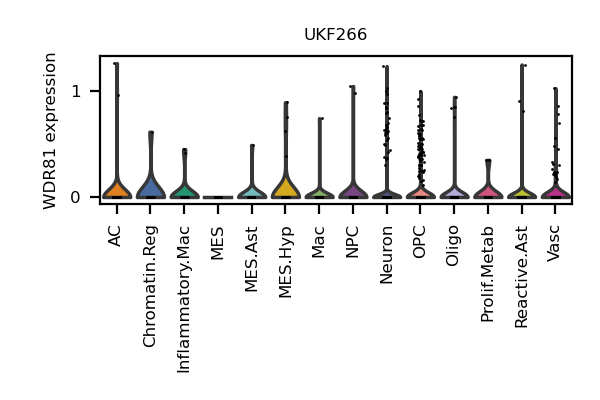 UKF266
WDR81 expression
1
0
AC
Chromatin.Reg
Inflammatory.Mac
MES
MES.Ast
MES.Hyp
Mac
NPC
Neuron
OPC
Oligo
Prolif.Metab
Reactive.Ast
Vasc